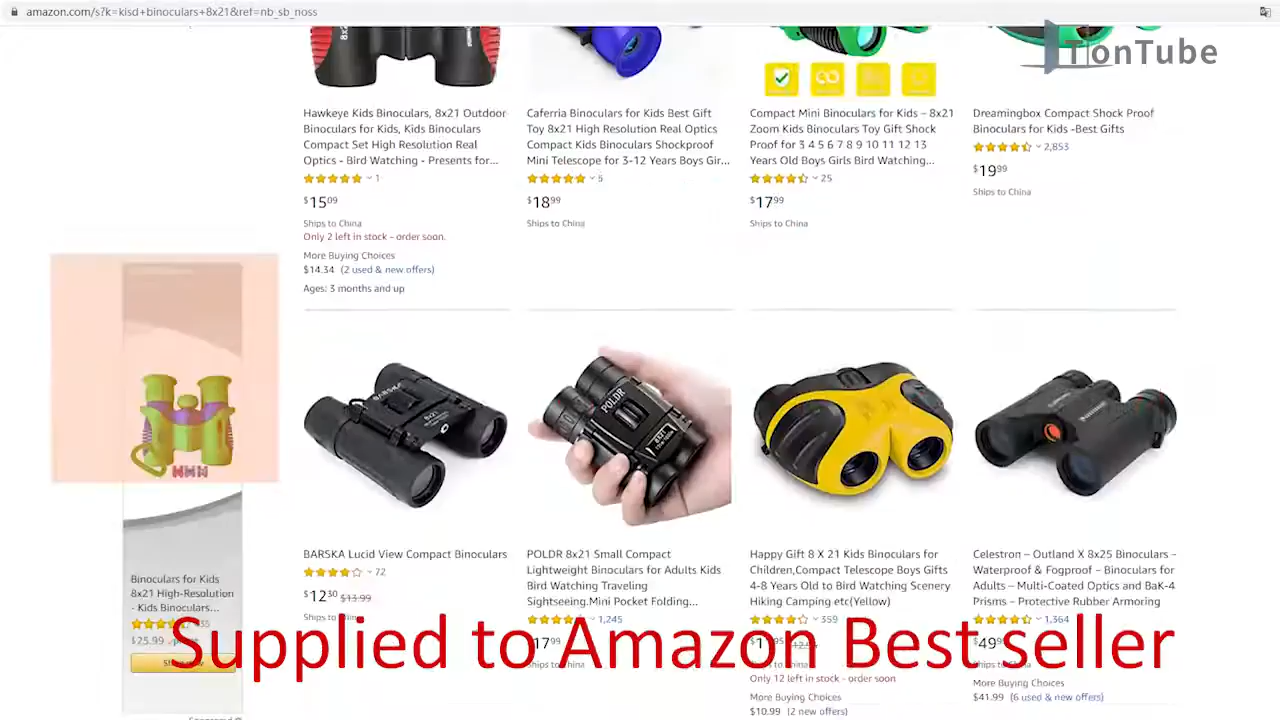 amazon.com/s?k=kisd+binoculars+8x21&ref=nb_sb_noss
TionTube
Hawkeye Kids Binoculars, 8x21 Outdoor
Binoculars for Kids, Kids Binoculars
Compact Set High Resolution Real
Optics - Bird Watching - Presents for...
1
$15.09
Ships to China
Only 2 left in stock - order soon.
More Buying Choices
$14.34 (2 used & new offers)
Ages: 3 months and up
Caferria Binoculars for Kids Best Gift
Toy 8x21 High Resolution Real Optics
Compact Kids Binoculars Shockproof
Mini Telescope for 3-12 Years Boys Gir...
$18.99
Ships to China
Compact Mini Binoculars for Kids – 8x21
Zoom Kids Binoculars Toy Gift Shock
Proof for 3 4 5 6 7 8 9 10 11 12 13
Years Old Boys Girls Bird Watching...
25
$17.99
Ships to China
Dreamingbox Compact Shock Proof
Binoculars for Kids -Best Gifts
2,853
$19.99
Ships to China
BARSKA
8x21
POLDR
8x21
BARSKA Lucid View Compact Binoculars
72
$12.30 $13.99
Ships to
POLDR 8x21 Small Compact
Lightweight Binoculars for Adults Kids
Bird Watching Traveling
Sightseeing.Mini Pocket Folding...
1,245
Happy Gift 8 X 21 Kids Binoculars for
Children,Compact Telescope Boys Gifts
4-8 Years Old to Bird Watching Scenery
Hiking Camping etc(Yellow)
359
Only 12 left in stock - order soon
More Buying Choices
$10.99 (2 new offers)
Celestron – Outland X 8x25 Binoculars –
Waterproof & Fogproof – Binoculars for
Adults – Multi-Coated Optics and BaK-4
Prisms – Protective Rubber Armoring
1,364
More Buying Choices
$41.99 (6 used & new offers)
Binoculars for Kids
8x21 High-Resolution
- Kids Binoculars...
$25.99
Supplied to Amazon Best seller